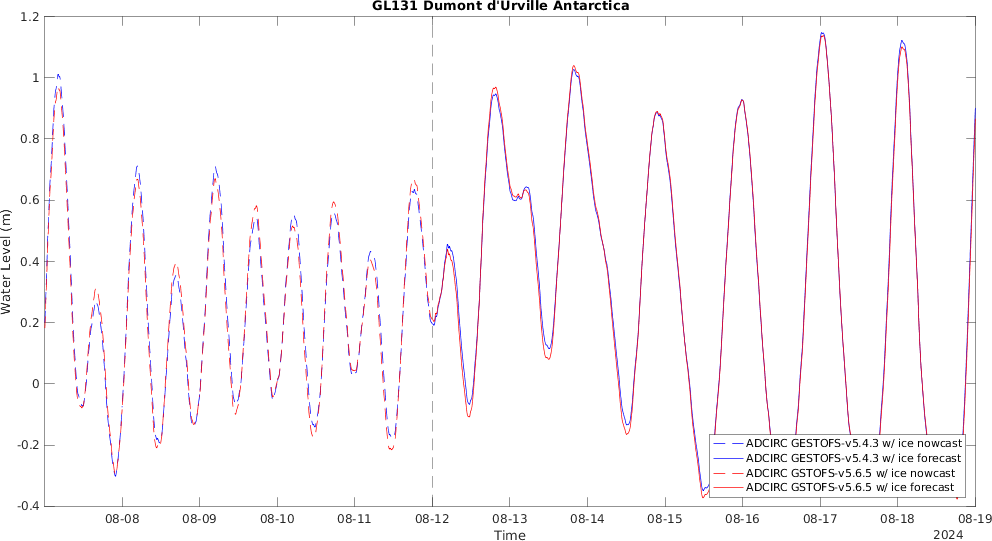 GL131 Dumont d'Urville Antarctica
1.2
1
0.8
0.6
0.4
0.2
0
-0.2
-0.4
Water Level (m)
ADCIRC GESTOFS-v5.4.3 w/ ice nowcast
ADCIRC GESTOFS-v5.4.3 w/ ice forecast
ADCIRC GSTOFS-v5.6.5 w/ ice nowcast
ADCIRC GSTOFS-v5.6.5 w/ ice forecast
08-08 08-09 08-10 08-11 08-12 08-13 08-14 08-15 08-16 08-17 08-18 08-19
Time
2024